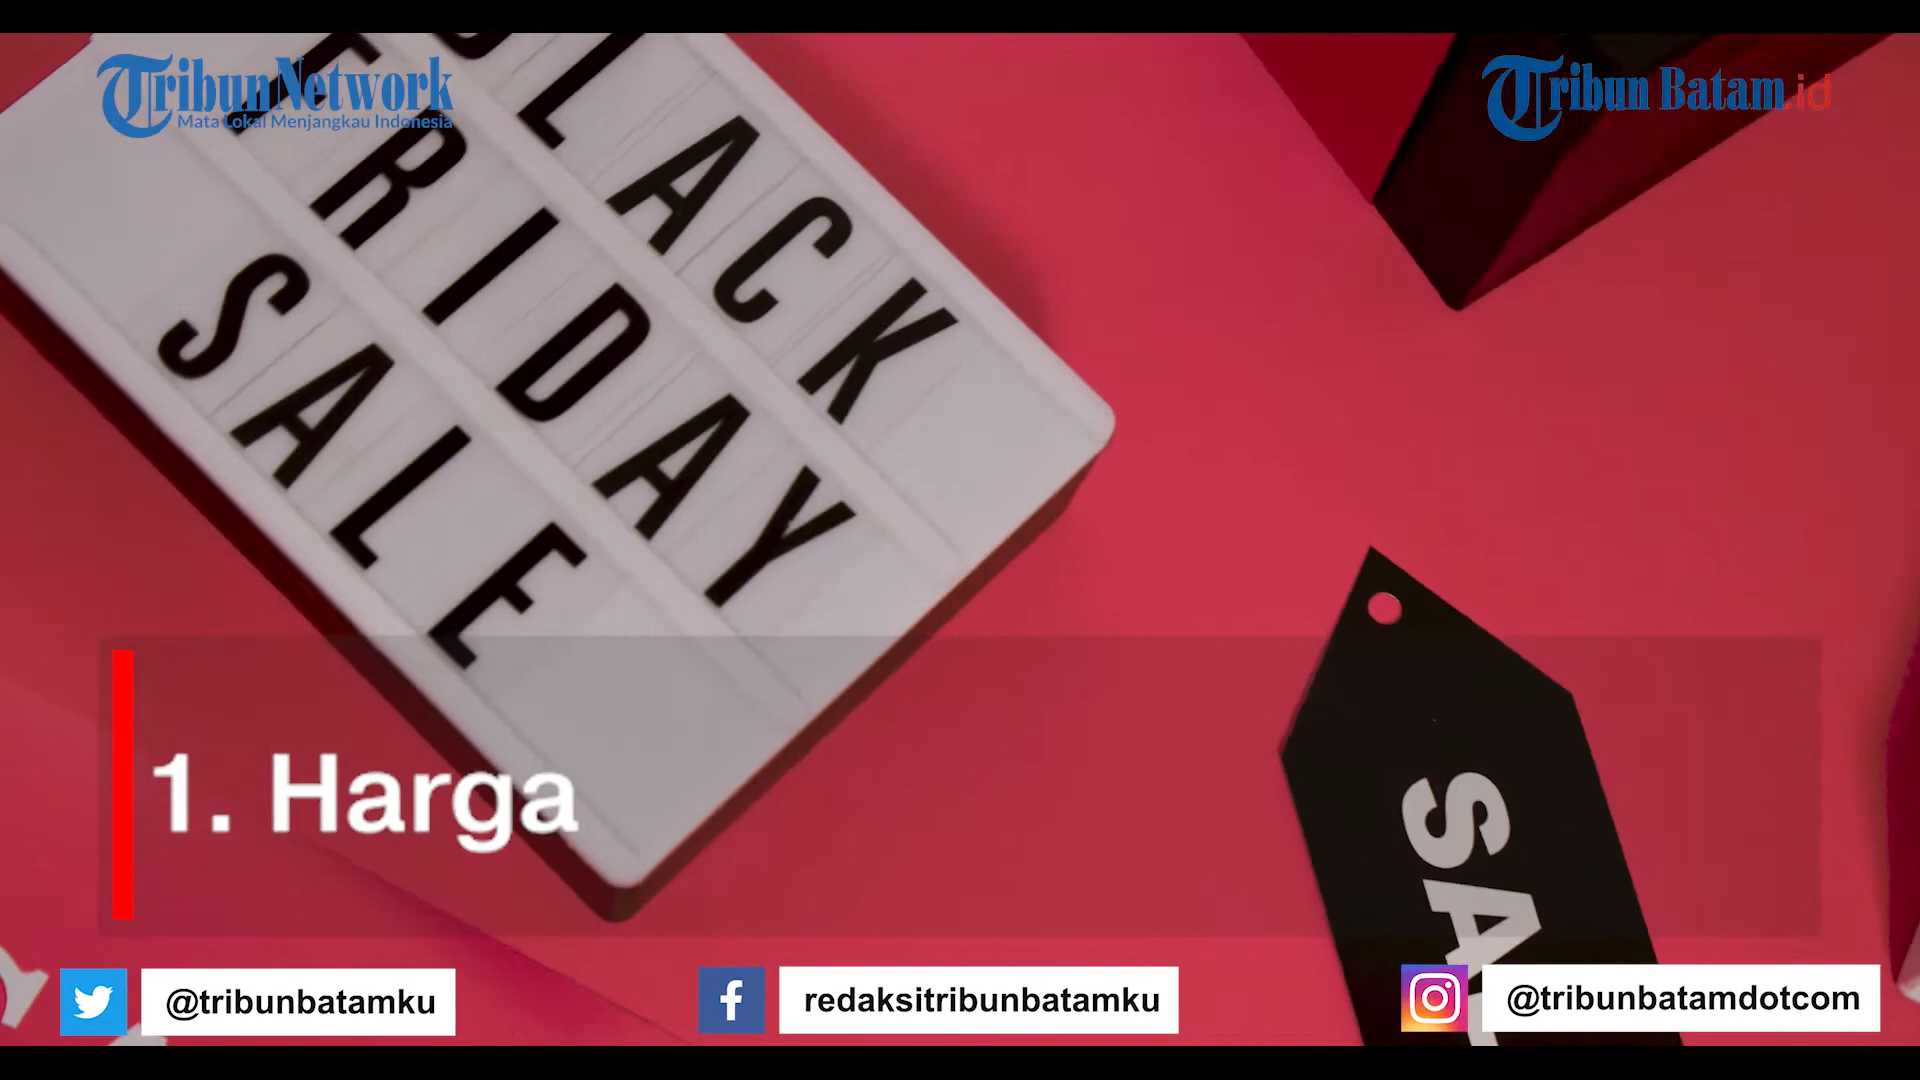 TribunNetwork
Mata Lokal Menjangkau Indonesia
Tribun Batam.id
BLACK
FRIDAY
SALE
1. Harga
SA
@tribunbatamku
redaksitribunbatamku
@tribunbatamdotcom